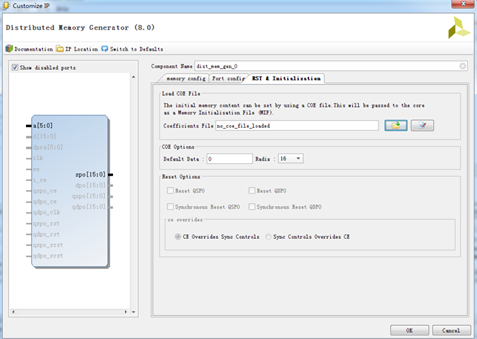 Customize IP
Distributed Memory Generator (8.0)
Documentation IP Location Switch to Defaults
Show disabled ports
Component Name dist_mem_gen_0
memory config Port config RST & Initialization
Load COE File
The initial memory content can be set by using a COE file.This will be passed to the core
as a Memory Initialization File (MIF).
Coefficients File no_coe_file_loaded
COE Options
Default Data : 0 Radix : 16
Reset Options
Reset QSPO Reset QDPO
Synchronous Reset QSPO Synchronous Reset QDPO
ce overrides
CE Overrides Sync Controls Sync Controls Overrides CE
a[5:0]
d[15:0]
dpra[5:0]
clk
we
i_ce
qspo_ce
qdpo_ce
qdpo_clk
qspo_rst
qdpo_rst
qspo_srst
qdpo_srst
spo[15:0]
dpo[15:0]
qspo[15:0]
qdpo[15:0]
OK Cancel